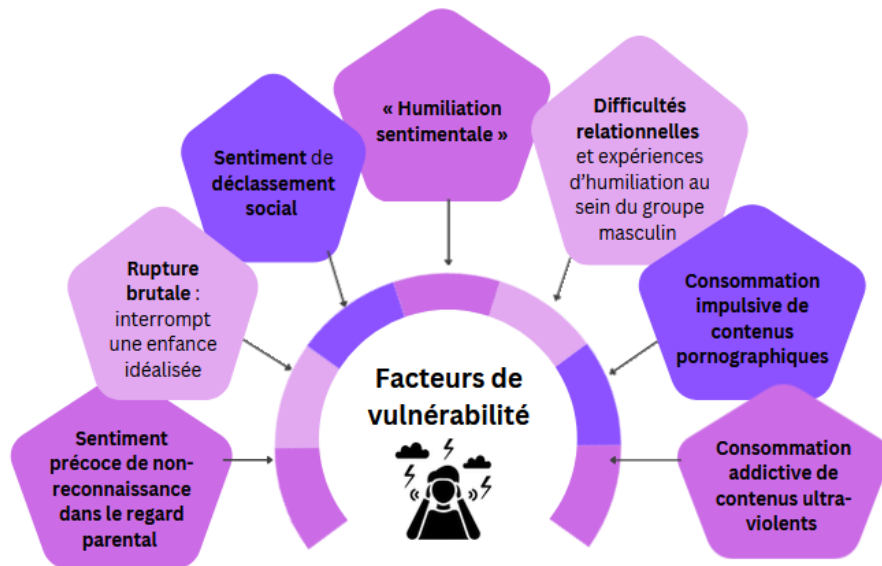 « Humiliation
sentimentale »
Sentiment de
déclassement
social
Difficultés
relationnelles
et expériences
d’humiliation au
sein du groupe
masculin
Rupture
brutale :
interrompt
une enfance
idéalisée
Consommation
impulsive de
contenus
pornographiques
Facteurs de
vulnérabilité
Sentiment
précoce de non-
reconnaissance
dans le regard
parental
Consommation
addictive de
contenus ultra-
violents